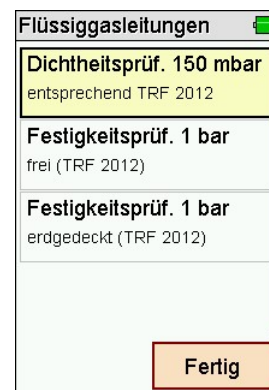 Flüssiggasleitungen
Dichtheitsprüf. 150 mbar
entsprechend TRF 2012
Festigkeitsprüf. 1 bar
frei (TRF 2012)
Festigkeitsprüf. 1 bar
erdgedeckt (TRF 2012)
Fertig